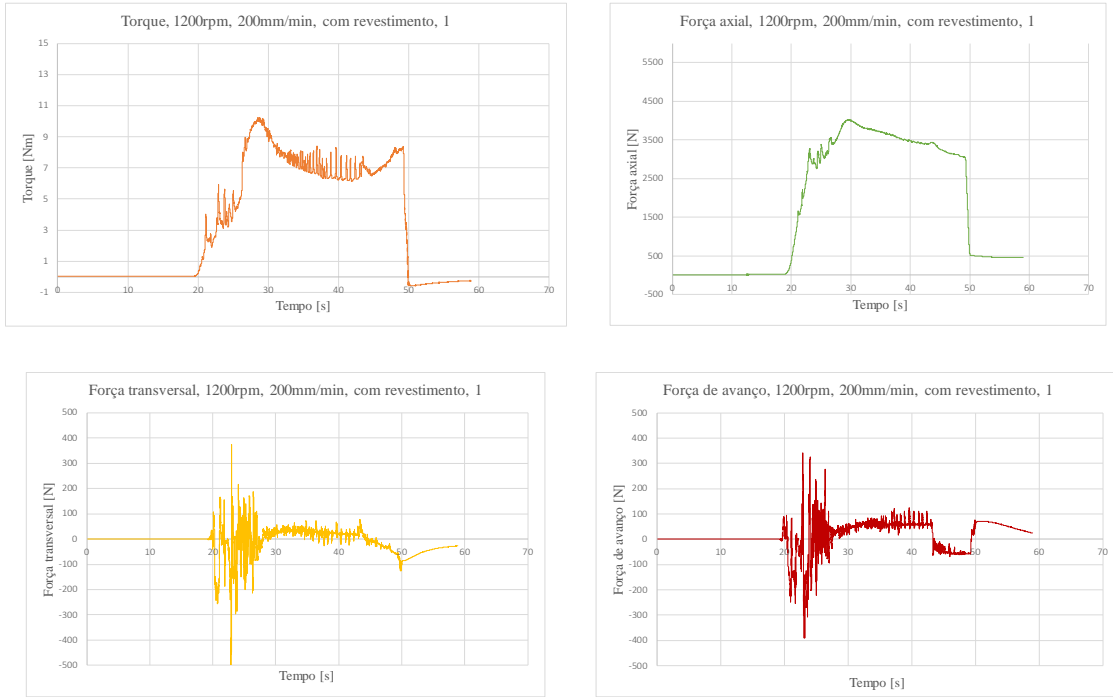 Torque, 1200rpm, 200mm/min, com revestimento, 1
15
13
11
9
7
5
3
1
-1
Torque [Nm]
0 10 20 30 40 50 60 70
Tempo [s]
Força axial, 1200rpm, 200mm/min, com revestimento, 1
5500
4500
3500
2500
1500
500
-500
Força axial [N]
0 10 20 30 40 50 60 70
Tempo [s]
Força transversal, 1200rpm, 200mm/min, com revestimento, 1
500
400
300
200
100
0
-100
-200
-300
-400
-500
Força transversal [N]
0 10 20 30 40 50 60 70
Tempo [s]
Força de avanço, 1200rpm, 200mm/min, com revestimento, 1
500
400
300
200
100
0
-100
-200
-300
-400
-500
Força de avanço [N]
0 10 20 30 40 50 60 70
Tempo [s]